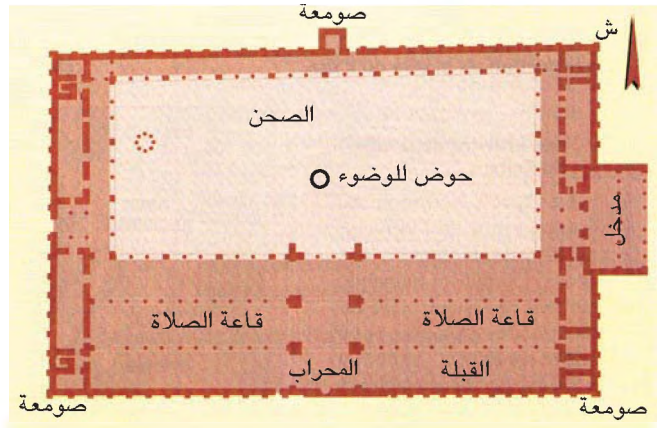 صومعة
ش
الصحن
حوض للوضوء
مدخل
قاعة الصلاة
قاعة الصلاة
القبلة
المحراب
صومعة
صومعة